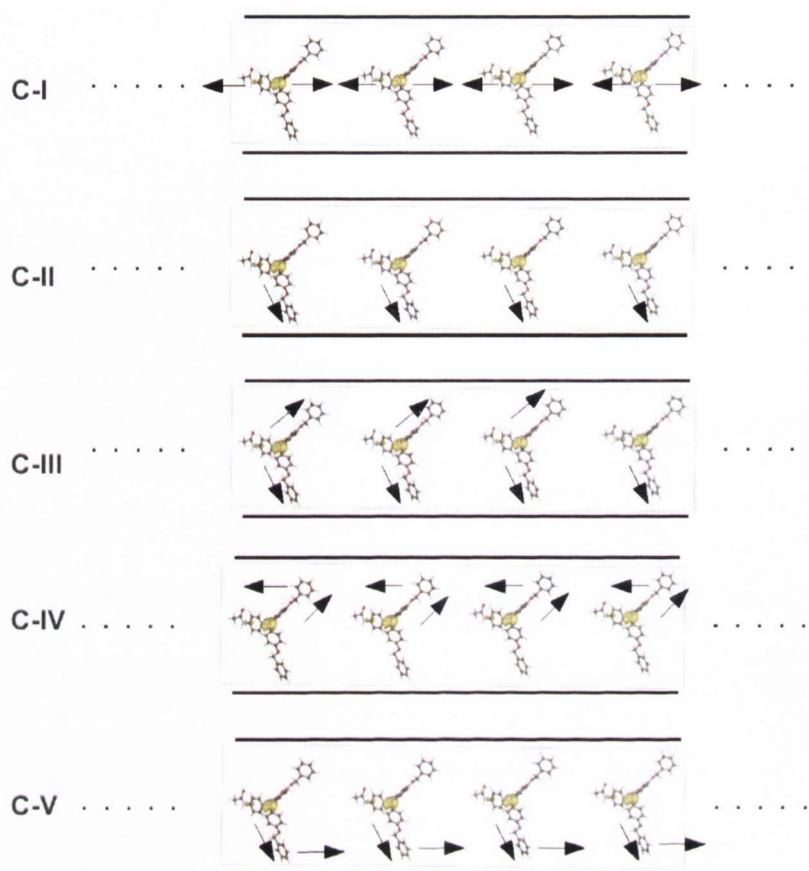 C-I . . . . . . . . . .
C-II . . . . . . . . . .
C-III . . . . . . . . . .
C-IV . . . . . . . . . . .
C-V . . . . . . . . . . .